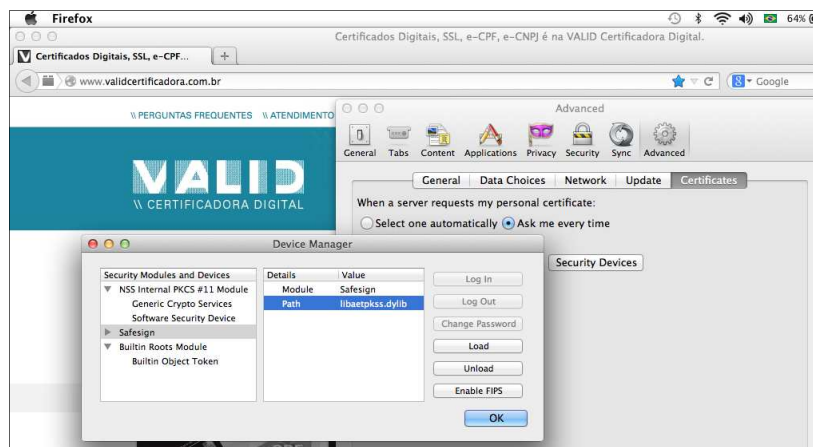 Firefox
64%
Certificados Digitais, SSL, e-CPF, e-CNPJ é na VALID Certificadora Digital.
Certificados Digitais, SSL, e-CPF...
www.validcertificadora.com.br
Google
\\ PERGUNTAS FREQUENTES \\ ATENDIMENTO
VALID
\\ CERTIFICADORA DIGITAL
Advanced
General Tabs Content Applications Privacy Security Sync Advanced
General Data Choices Network Update Certificates
When a server requests my personal certificate:
Select one automatically Ask me every time
Security Devices
Device Manager
Security Modules and Devices
NSS Internal PKCS #11 Module
Generic Crypto Services
Software Security Device
Safesign
Builtin Roots Module
Builtin Object Token
Details Value
Module Safesign
Path libaetpkss.dylib
Log In
Log Out
Change Password
Load
Unload
Enable FIPS
OK